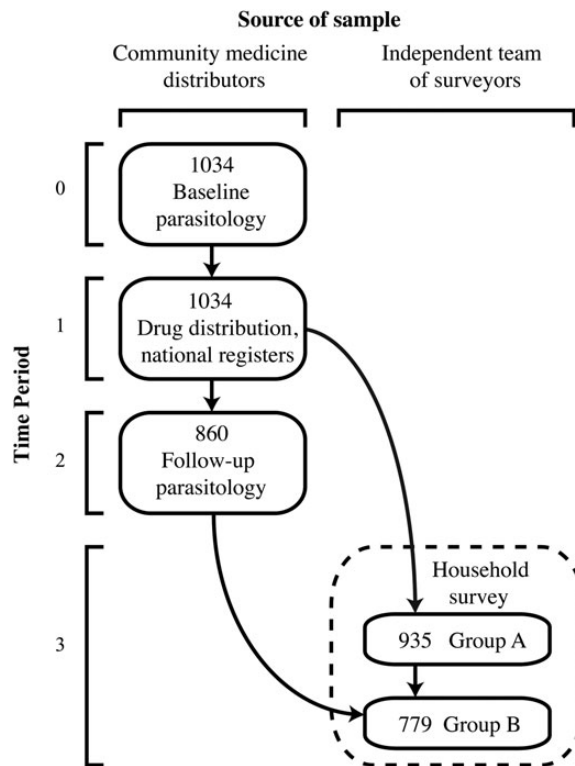 Source of sample
Community medicine
distributors
Independent team
of surveyors
Time Period
0
1034
Baseline
parasitology
1
1034
Drug distribution,
national registers
2
860
Follow-up
parasitology
3
Household
survey
935 Group A
779 Group B